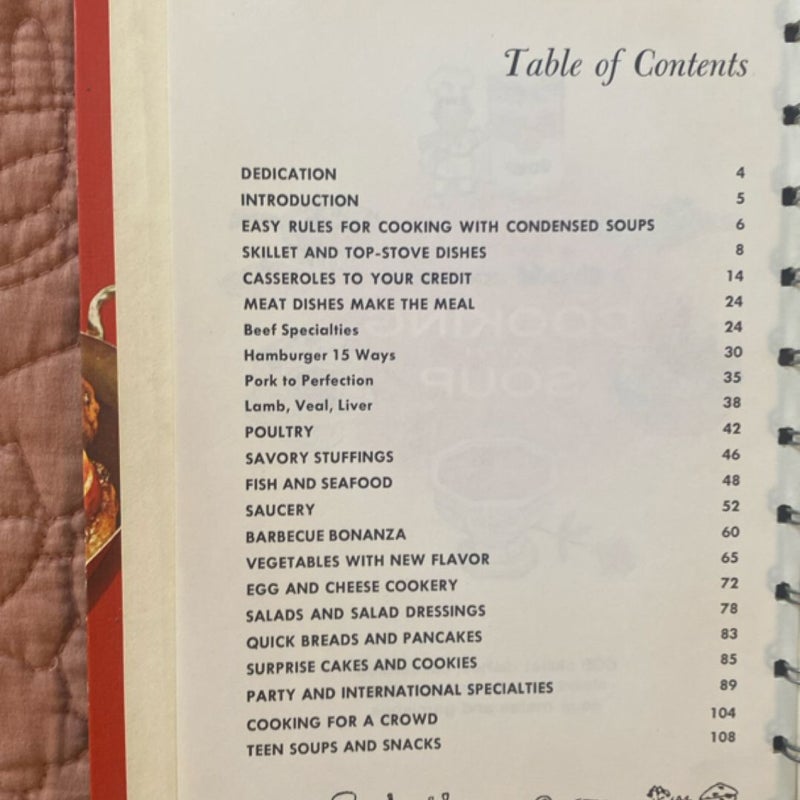 Table of Contents
DEDICATION 4
INTRODUCTION 5
EASY RULES FOR COOKING WITH CONDENSED SOUPS 6
SKILLET AND TOP-STOVE DISHES 8
CASSEROLES TO YOUR CREDIT 14
MEAT DISHES MAKE THE MEAL 24
Beef Specialties 24
Hamburger 15 Ways 30
Pork to Perfection 35
Lamb, Veal, Liver 38
POULTRY 42
SAVORY STUFFINGS 46
FISH AND SEAFOOD 48
SAUCERY 52
BARBECUE BONANZA 60
VEGETABLES WITH NEW FLAVOR 65
EGG AND CHEESE COOKERY 72
SALADS AND SALAD DRESSINGS 78
QUICK BREADS AND PANCAKES 83
SURPRISE CAKES AND COOKIES 85
PARTY AND INTERNATIONAL SPECIALTIES 89
COOKING FOR A CROWD 104
TEEN SOUPS AND SNACKS 108